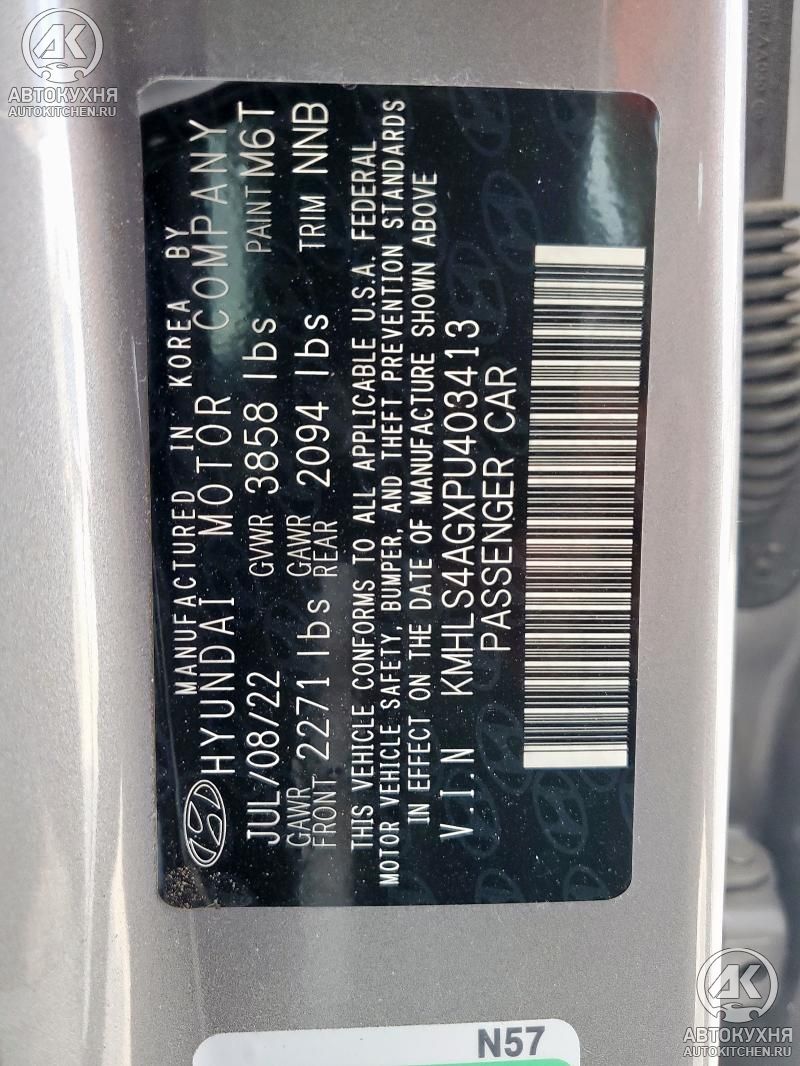 MANUFACTURED IN KOREA BY
HYUNDAI MOTOR COMPANY
JUL/08/22 GVWR 3858 lbs PAINT M6T
GAWR FRONT 2271 lbs GAWR REAR 2094 lbs TRIM NNB
THIS VEHICLE CONFORMS TO ALL APPLICABLE U.S.A. FEDERAL
MOTOR VEHICLE SAFETY, BUMPER, AND THEFT PREVENTION STANDARDS
IN EFFECT ON THE DATE OF MANUFACTURE SHOWN ABOVE
V.I.N KMHLS4AGXPU403413
PASSENGER CAR
N57
АК
АВТОКУХНЯ
AUTOKITCHEN.RU
АК
АВТОКУХНЯ
AUTOKITCHEN.RU